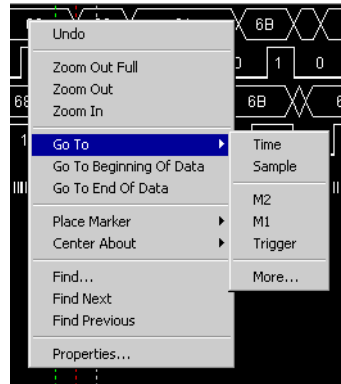 6B
Undo
Zoom Out Full
1
0
Zoom Out
Zoom In
68
6B
1
Go To
Time
Go To Beginning Of Data
Sample
Go To End Of Data
M2
Place Marker
M1
Center About
Trigger
Find...
More...
Find Next
Find Previous
Properties...